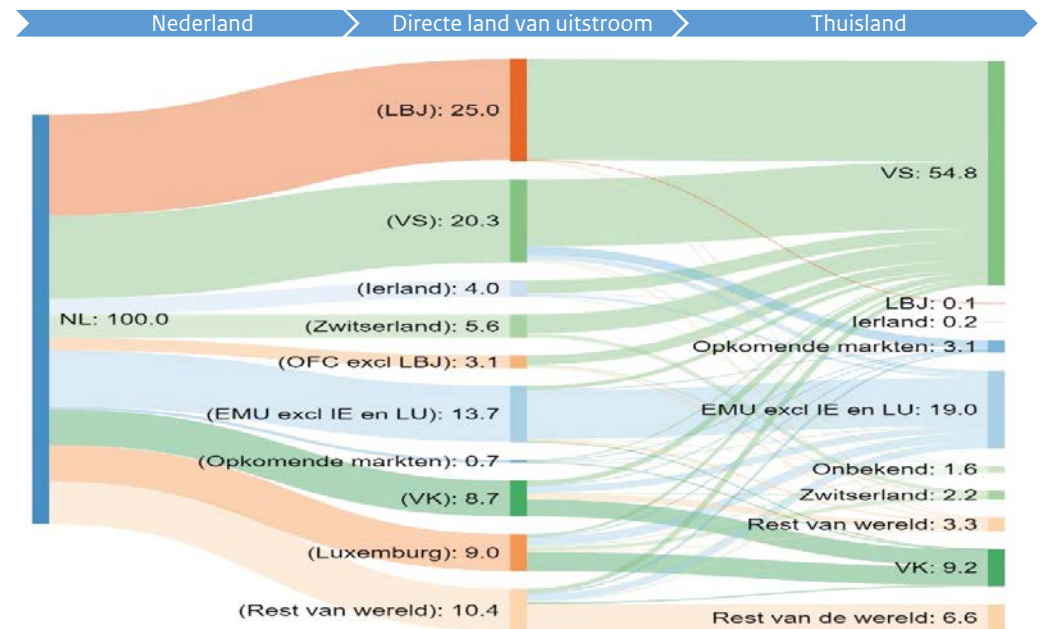 Nederland
Directe land van uitstroom
Thuisland
NL: 100.0
(LBJ): 25.0
(VS): 20.3
(Ierland): 4.0
(Zwitserland): 5.6
(OFC excl LBJ): 3.1
(EMU excl IE en LU): 13.7
(Opkomende markten): 0.7
(VK): 8.7
(Luxemburg): 9.0
(Rest van wereld): 10.4
VS: 54.8
LBJ: 0.1
Ierland: 0.2
Opkomende markten: 3.1
EMU excl IE en LU: 19.0
Onbekend: 1.6
Zwitserland: 2.2
Rest van wereld: 3.3
VK: 9.2
Rest van de wereld: 6.6